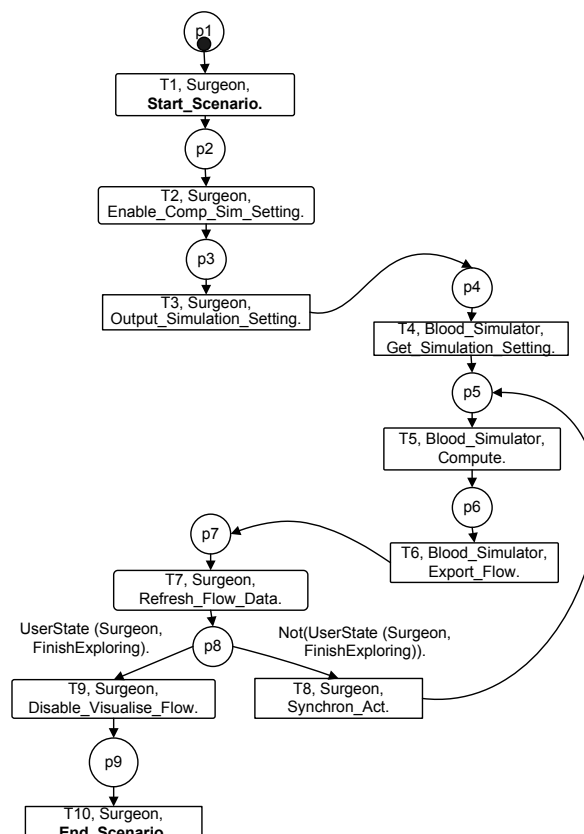 p1
T1, Surgeon,
Start_Scenario.
p2
T2, Surgeon,
Enable_Comp_Sim_Setting.
p3
T3, Surgeon,
Output_Simulation_Setting.
p4
T4, Blood_Simulator,
Get_Simulation_Setting.
p5
T5, Blood_Simulator,
Compute.
p6
T6, Blood_Simulator,
Export_Flow.
p7
T7, Surgeon,
Refresh_Flow_Data.
p8
UserState (Surgeon,
FinishExploring).
Not(UserState (Surgeon,
FinishExploring)).
T9, Surgeon,
Disable_Visualise_Flow.
T8, Surgeon,
Synchron_Act.
p9
T10, Surgeon,
End_Scenario.